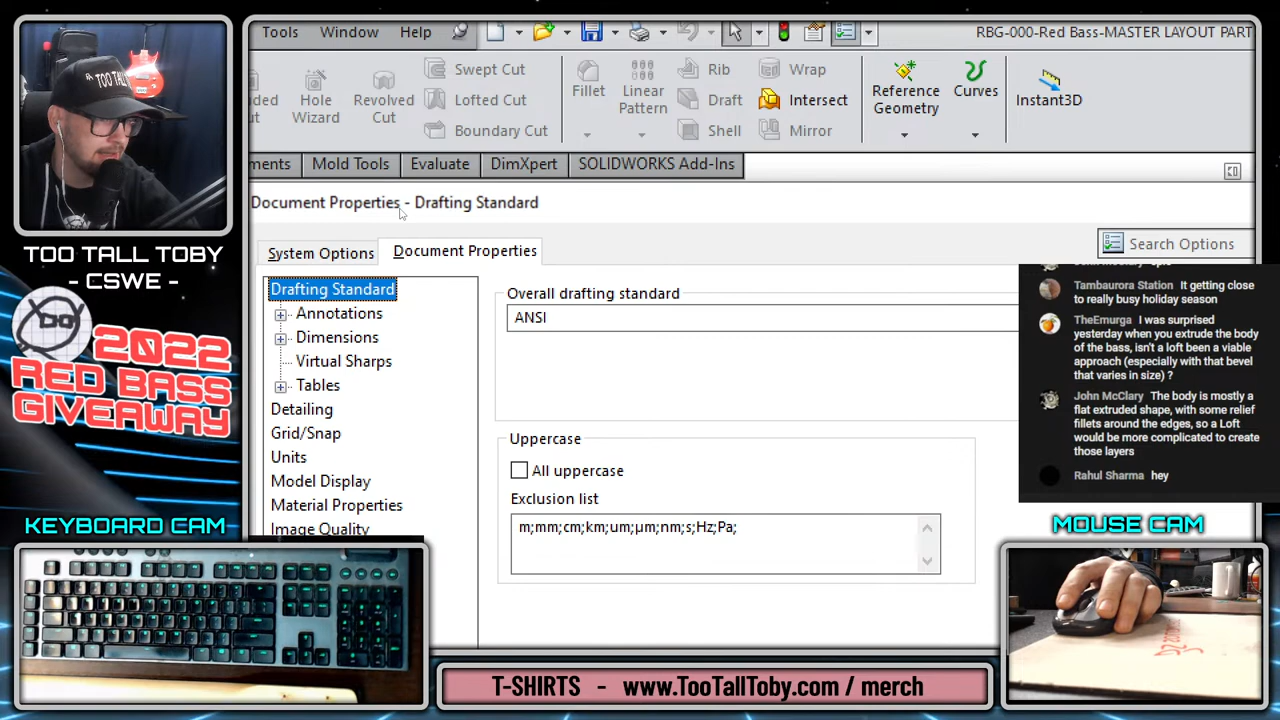 Tools Window Help
RBG-000-Red Bass-MASTER LAYOUT PART
Hole
Wizard
Revolved
Cut
Swept Cut
Lofted Cut
Boundary Cut
Fillet
Linear
Pattern
Rib
Draft
Shell
Wrap
Intersect
Mirror
Reference
Geometry
Curves
Instant3D
Mold Tools Evaluate DimXpert SOLIDWORKS Add-Ins
Document Properties - Drafting Standard
System Options Document Properties
Search Options
Drafting Standard
Annotations
Dimensions
Virtual Sharps
Tables
Detailing
Grid/Snap
Units
Model Display
Material Properties
Image Quality
Overall drafting standard
ANSI
Uppercase
All uppercase
Exclusion list
m;mm;cm;km;um;µm;nm;s;Hz;Pa;
TOO TALL
TOO TALL TOBY
- CSWE -
2022
RED BASS
GIVEAWAY
KEYBOARD CAM
Tambaurora Station It getting close
to really busy holiday season
TheEmurga I was surprised
yesterday when you extrude the body
of the bass, isn't a loft been a viable
approach (especially with that bevel
that varies in size) ?
John McClary The body is mostly a
flat extruded shape, with some relief
fillets around the edges, so a Loft
would be more complicated to create
those layers
Rahul Sharma hey
MOUSE CAM
T-SHIRTS - www.TooTallToby.com / merch